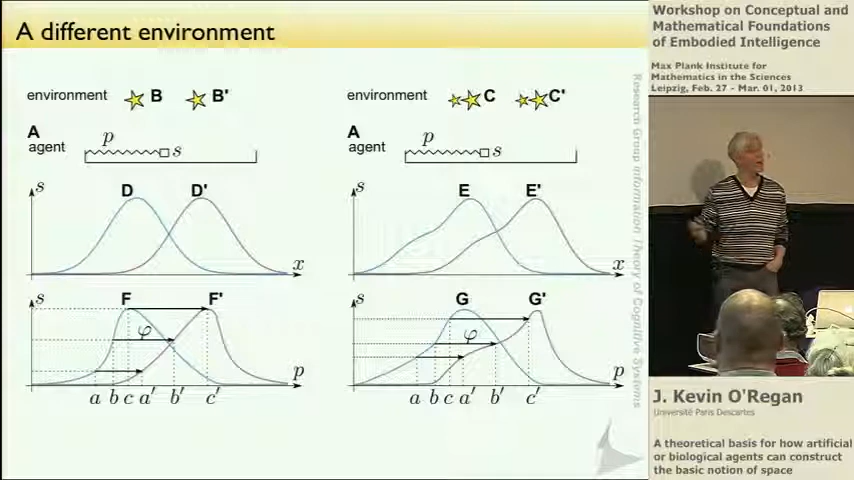 A different environment
environment B B'
A
agent
p
s
s D D'
x
s F F'
φ
p
a b c a' b' c'
environment C C'
A
agent
p
s
s E E'
x
s G G'
φ
p
a b c a' b' c'
Research Group Information Theory of Cognitive Systems
Workshop on Conceptual and
Mathematical Foundations
of Embodied Intelligence
Max Plank Institute for
Mathematics in the Sciences
Leipzig, Feb. 27 - Mar. 01, 2013
J. Kevin O'Regan
Université Paris Descartes
A theoretical basis for how artificial
or biological agents can construct
the basic notion of space